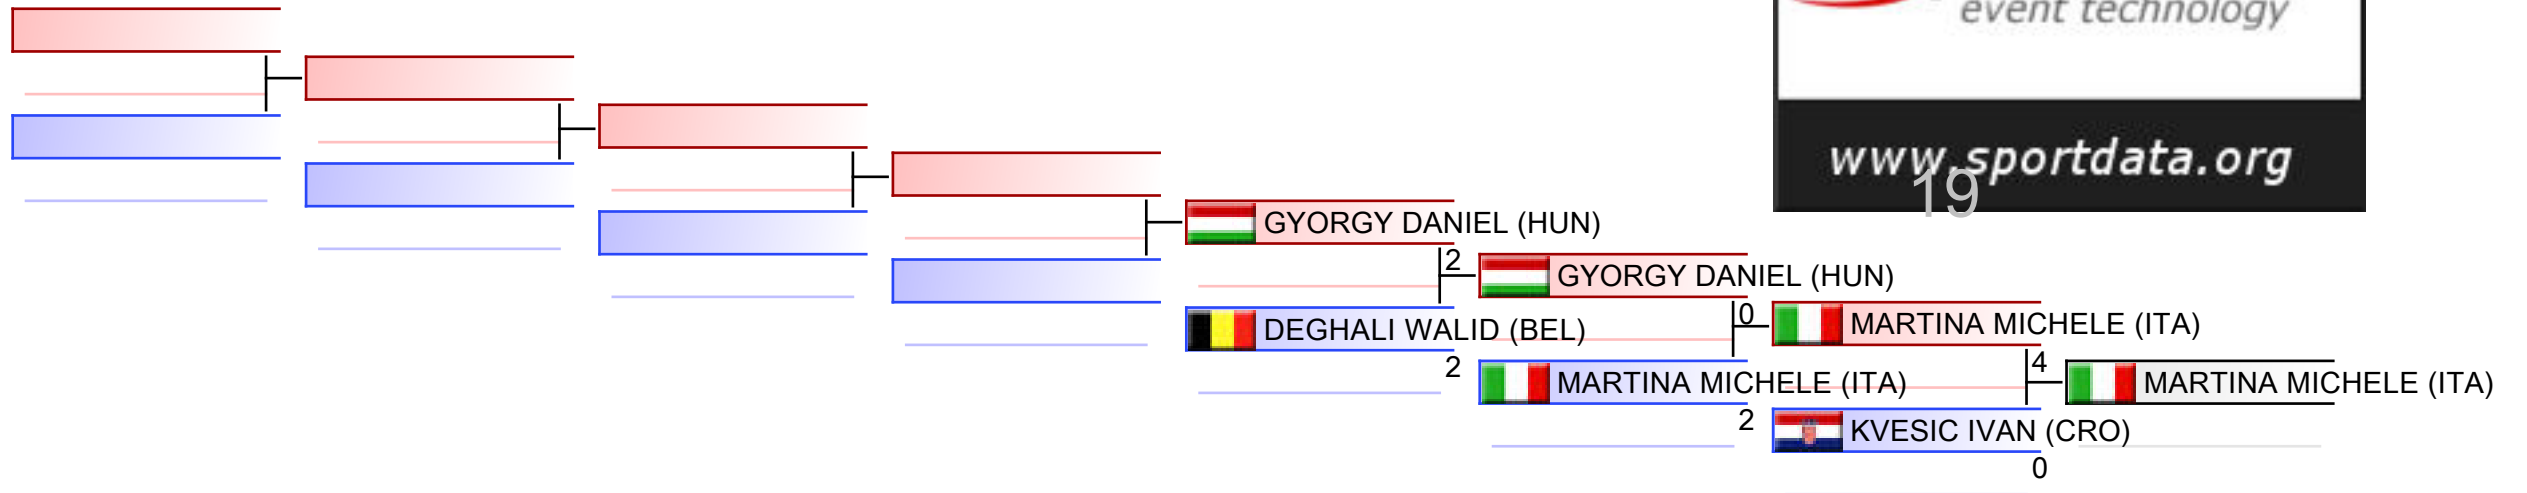 event technology
www.sportdata.org
19
GYORGY DANIEL (HUN)
2
GYORGY DANIEL (HUN)
DEGHALI WALID (BEL)
2
0
MARTINA MICHELE (ITA)
MARTINA MICHELE (ITA)
2
4
MARTINA MICHELE (ITA)
KVESIC IVAN (CRO)
0